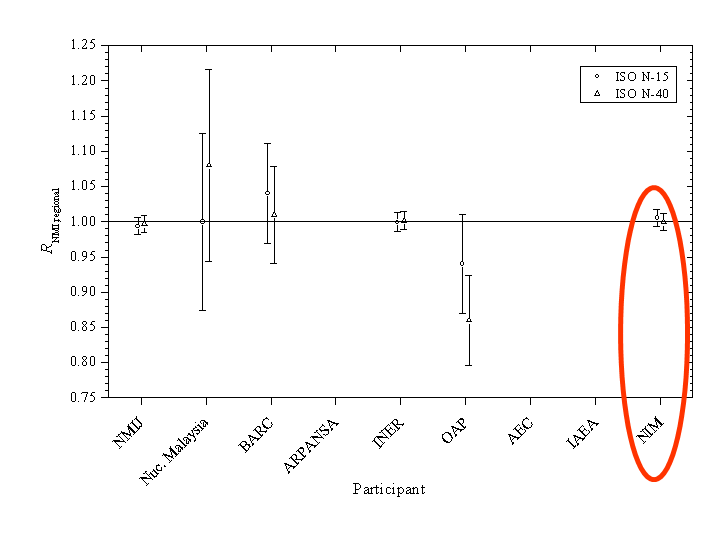 1.25
1.20
1.15
1.10
1.05
1.00
0.95
0.90
0.85
0.80
0.75
R NMI regional
ISO N-15
ISO N-40
NMIJ
Nuc. Malaysia
BARC
ARPANSA
INER
OAP
AEC
IAEA
NIM
Participant